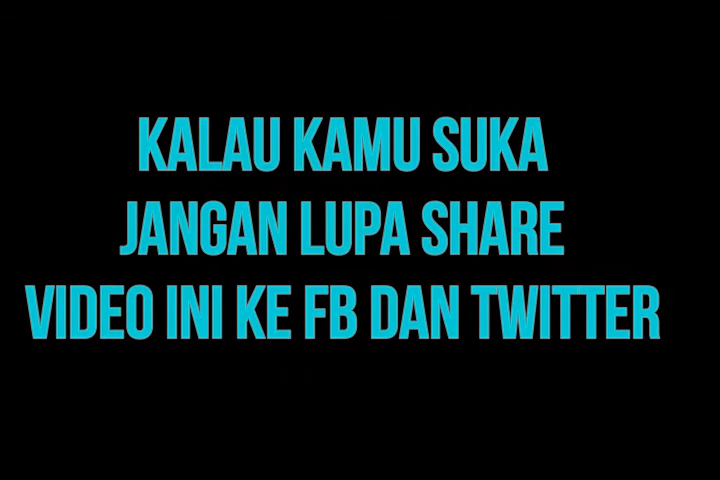 KALAU KAMU SUKA
JANGAN LUPA SHARE
VIDEO INI KE FB DAN TWITTER